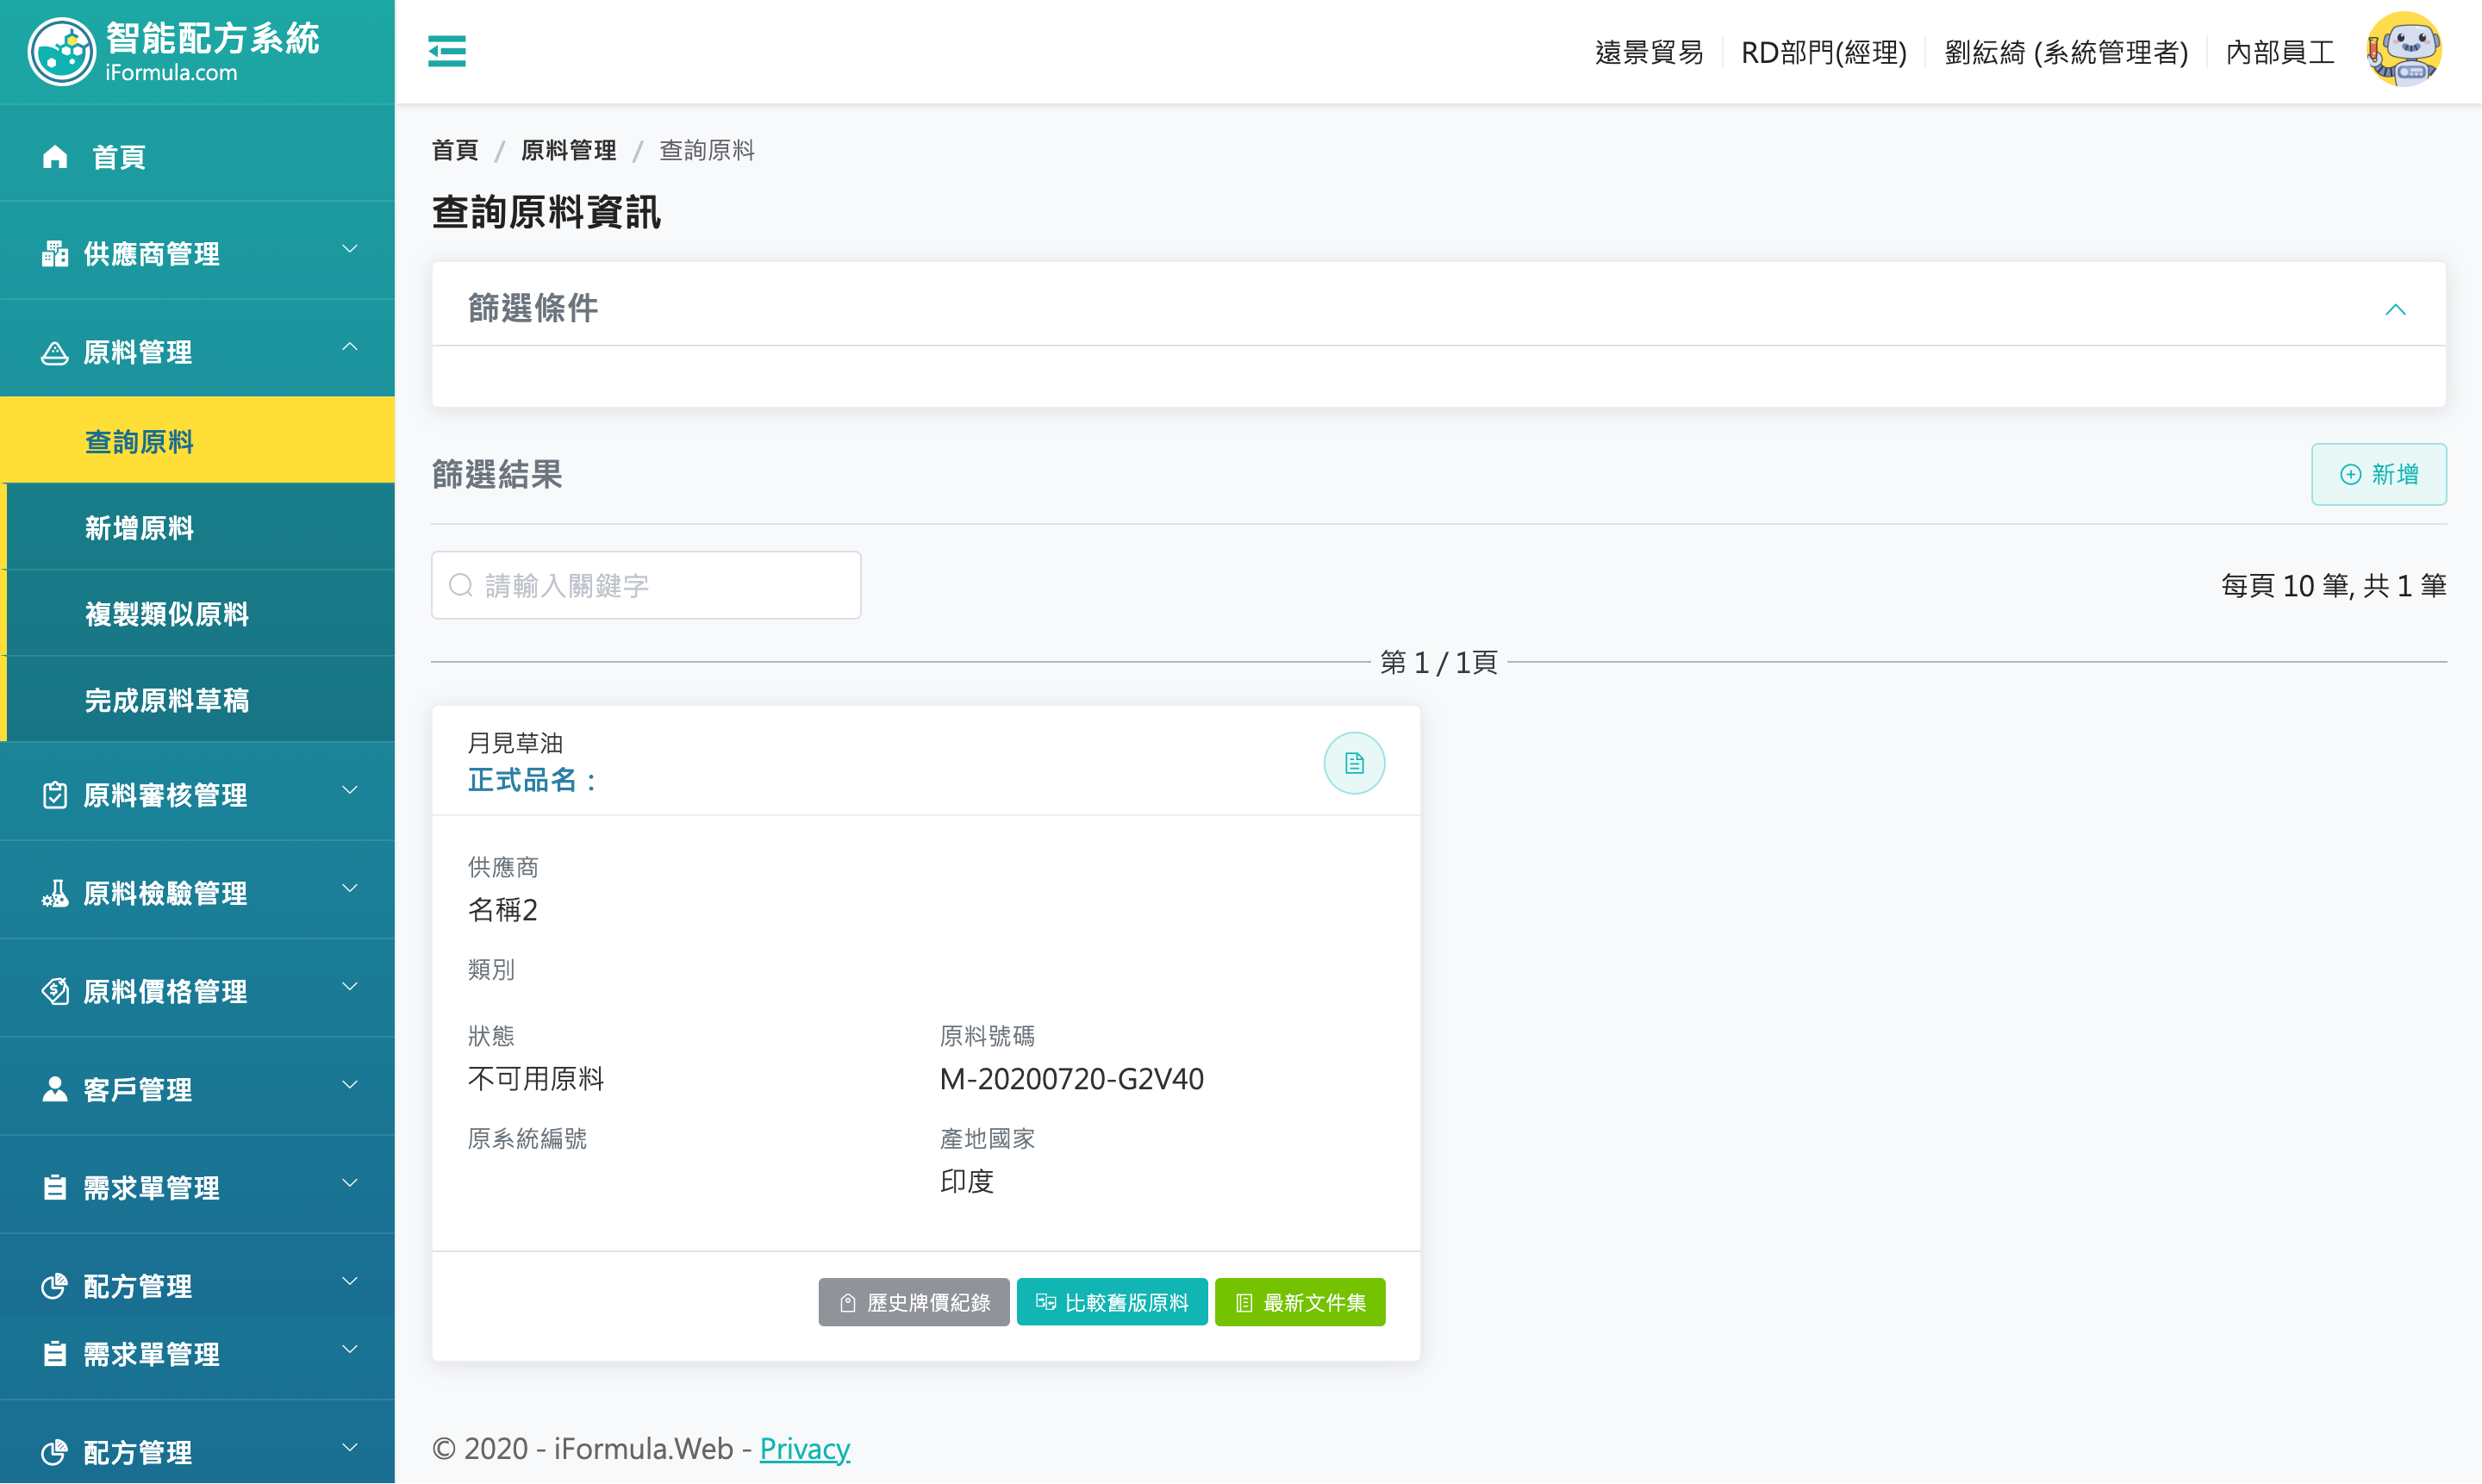 智能配方系統
iFormula.com
遠景貿易
RD部門(經理)
劉紜綺 (系統管理者)
內部員工
首頁
供應商管理
原料管理
查詢原料
新增原料
複製類似原料
完成原料草稿
原料審核管理
原料檢驗管理
原料價格管理
客戶管理
需求單管理
配方管理
需求單管理
配方管理
首頁 / 原料管理 / 查詢原料
查詢原料資訊
篩選條件
篩選結果
新增
請輸入關鍵字
每頁 10 筆, 共 1 筆
第 1 / 1頁
月見草油
正式品名：
供應商
名稱2
類別
狀態
不可用原料
原料號碼
M-20200720-G2V40
原系統編號
產地國家
印度
歷史牌價紀錄
比較舊版原料
最新文件集
© 2020 - iFormula.Web - Privacy